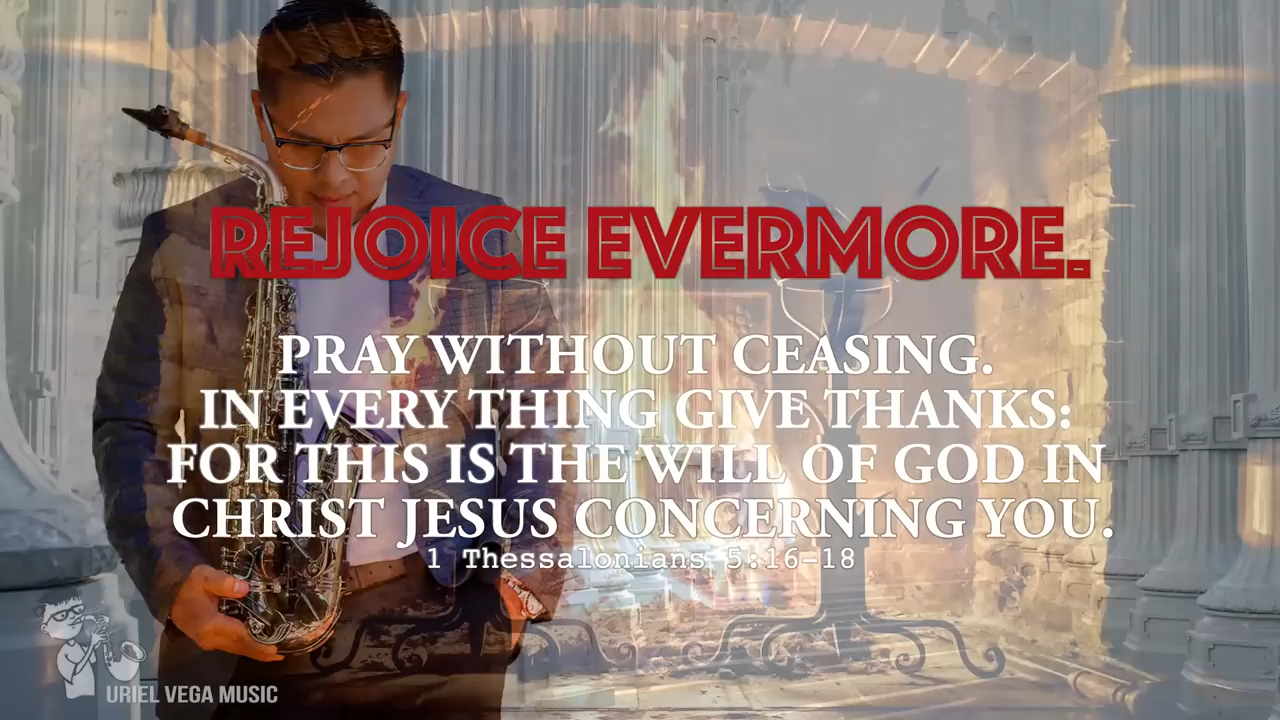 REJOICE EVERMORE.
PRAY WITHOUT CEASING.
IN EVERY THING GIVE THANKS:
FOR THIS IS THE WILL OF GOD IN
CHRIST JESUS CONCERNING YOU.
1 Thessalonians 5:16-18
URIEL VEGA MUSIC